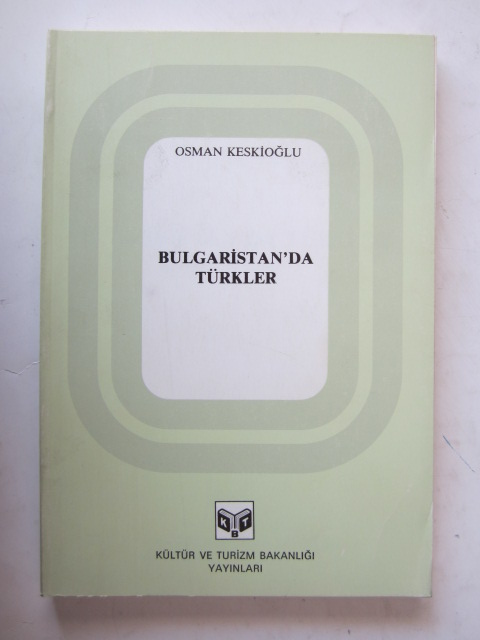 OSMAN KESKİOĞLU
BULGARİSTAN'DA
TÜRKLER
KBT
KÜLTÜR VE TURİZM BAKANLIĞI
YAYINLARI